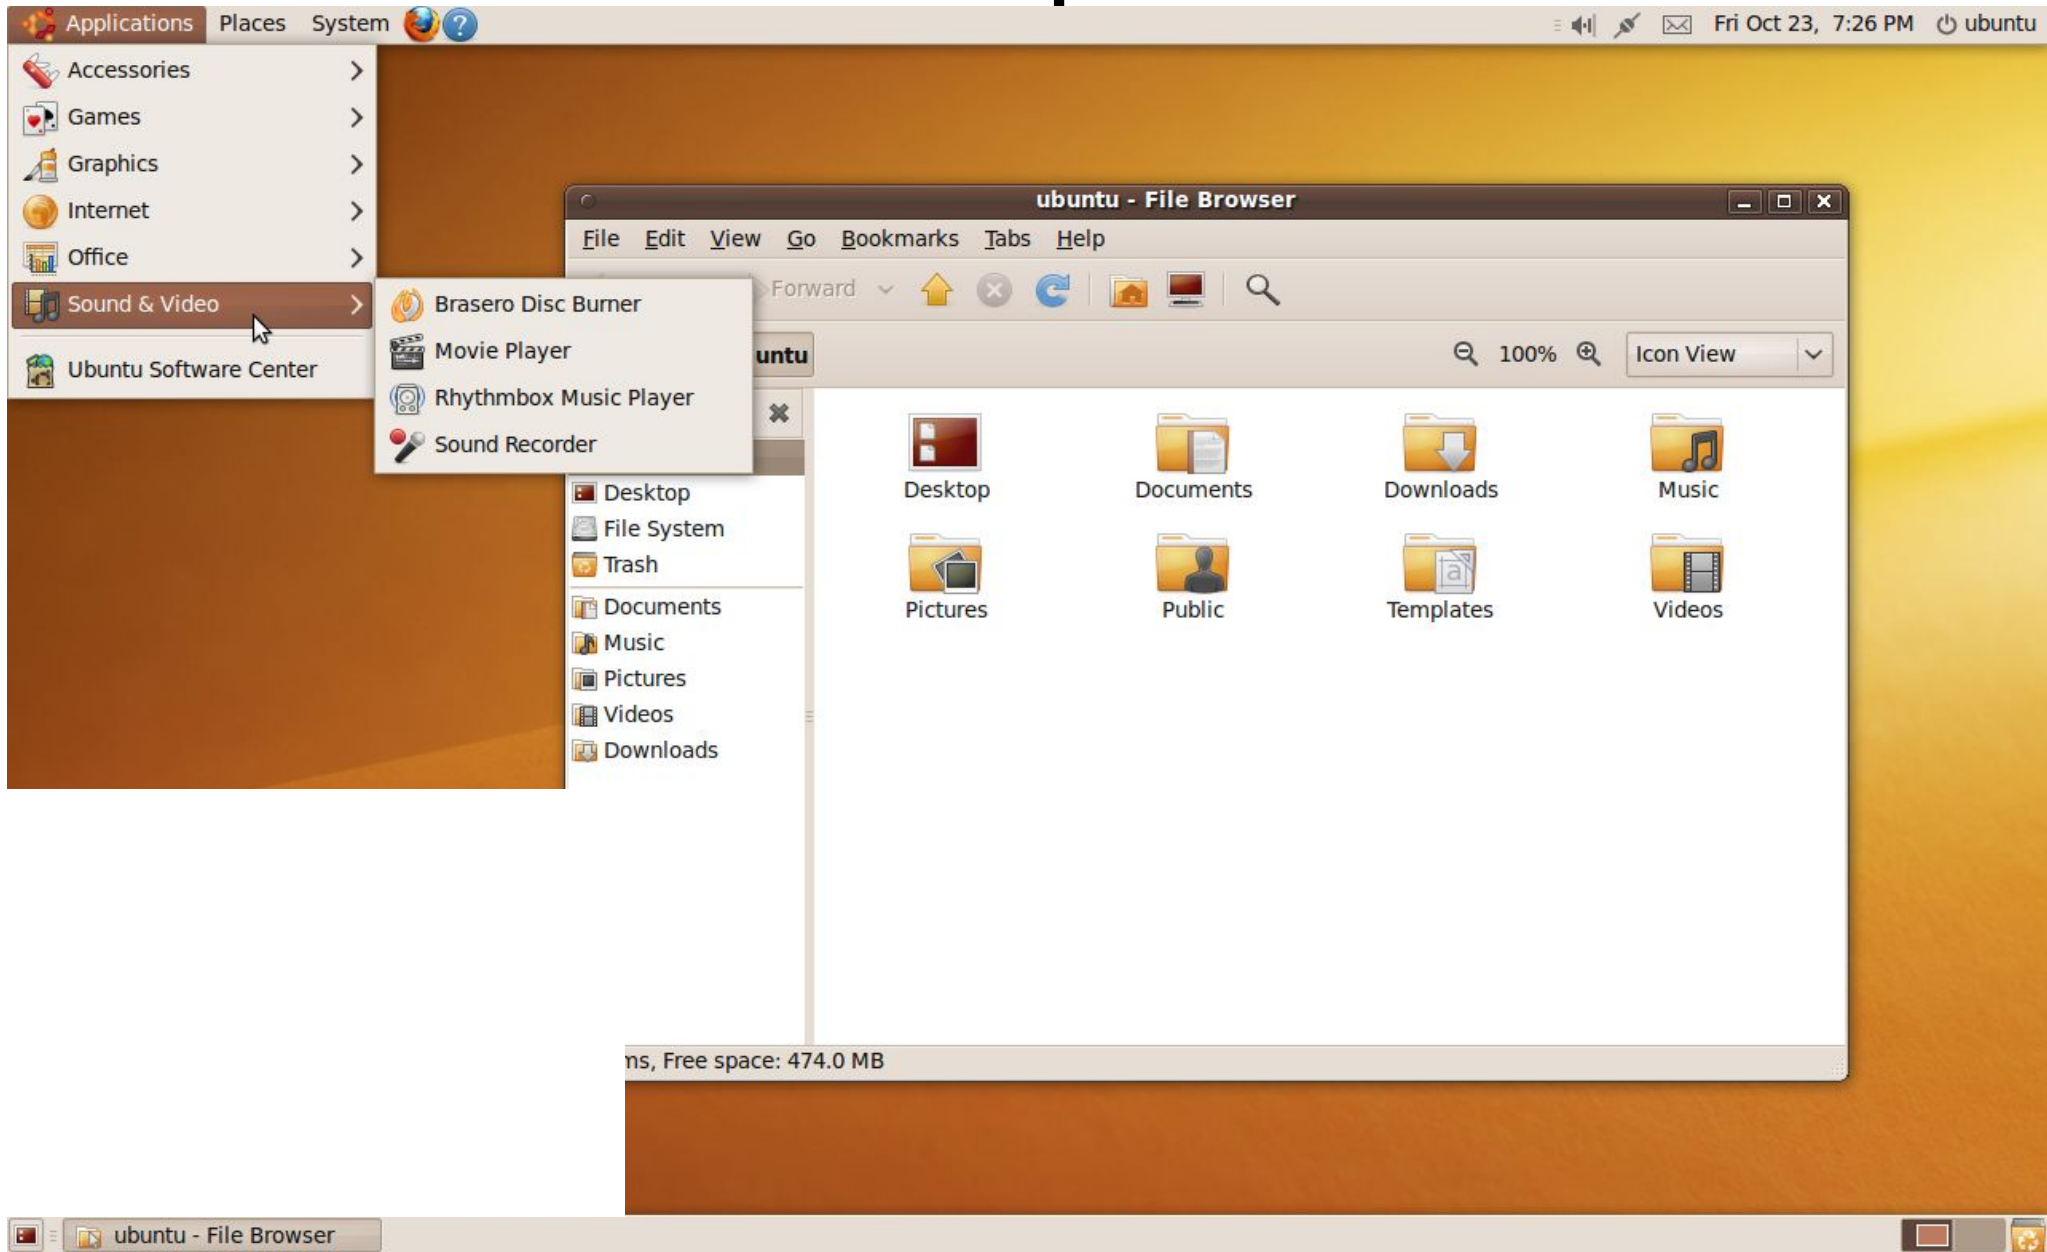 Applications Places System Fri Oct 23, 7:26 PM ubuntu
Accessories
Games
Graphics
Internet
Office
Sound & Video
Ubuntu Software Center
Brasero Disc Burner
Movie Player
Rhythmbox Music Player
Sound Recorder
ubuntu - File Browser
File Edit View Go Bookmarks Tabs Help
Forward
untu 100% Icon View
Desktop
File System
Trash
Documents
Music
Pictures
Videos
Downloads
Desktop Documents Downloads Music
Pictures Public Templates Videos
ms, Free space: 474.0 MB
ubuntu - File Browser